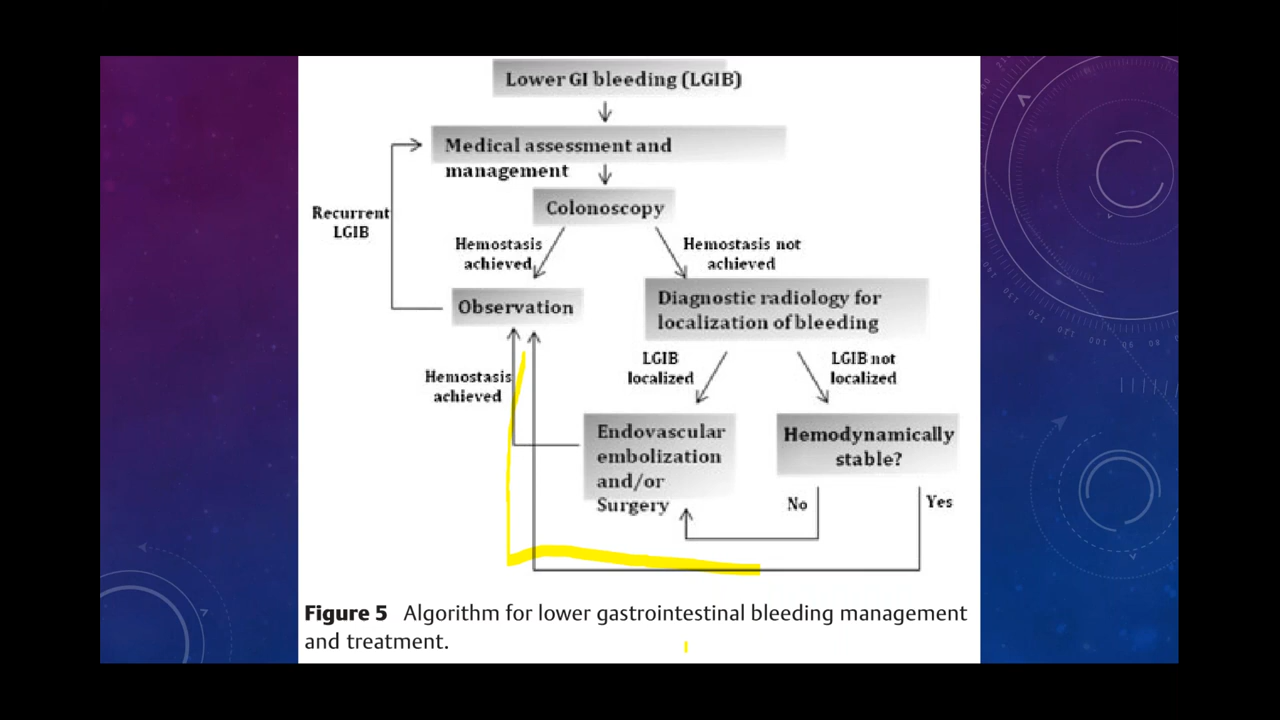 Lower GI bleeding (LGIB)
Medical assessment and
management
Colonoscopy
Recurrent
LGIB
Hemostasis
achieved
Hemostasis not
achieved
Observation
Diagnostic radiology for
localization of bleeding
LGIB
localized
LGIB not
localized
Hemostasis
achieved
Endovascular
embolization
and/or
Surgery
Hemodynamically
stable?
No
Yes
Figure 5 Algorithm for lower gastrointestinal bleeding management
and treatment.